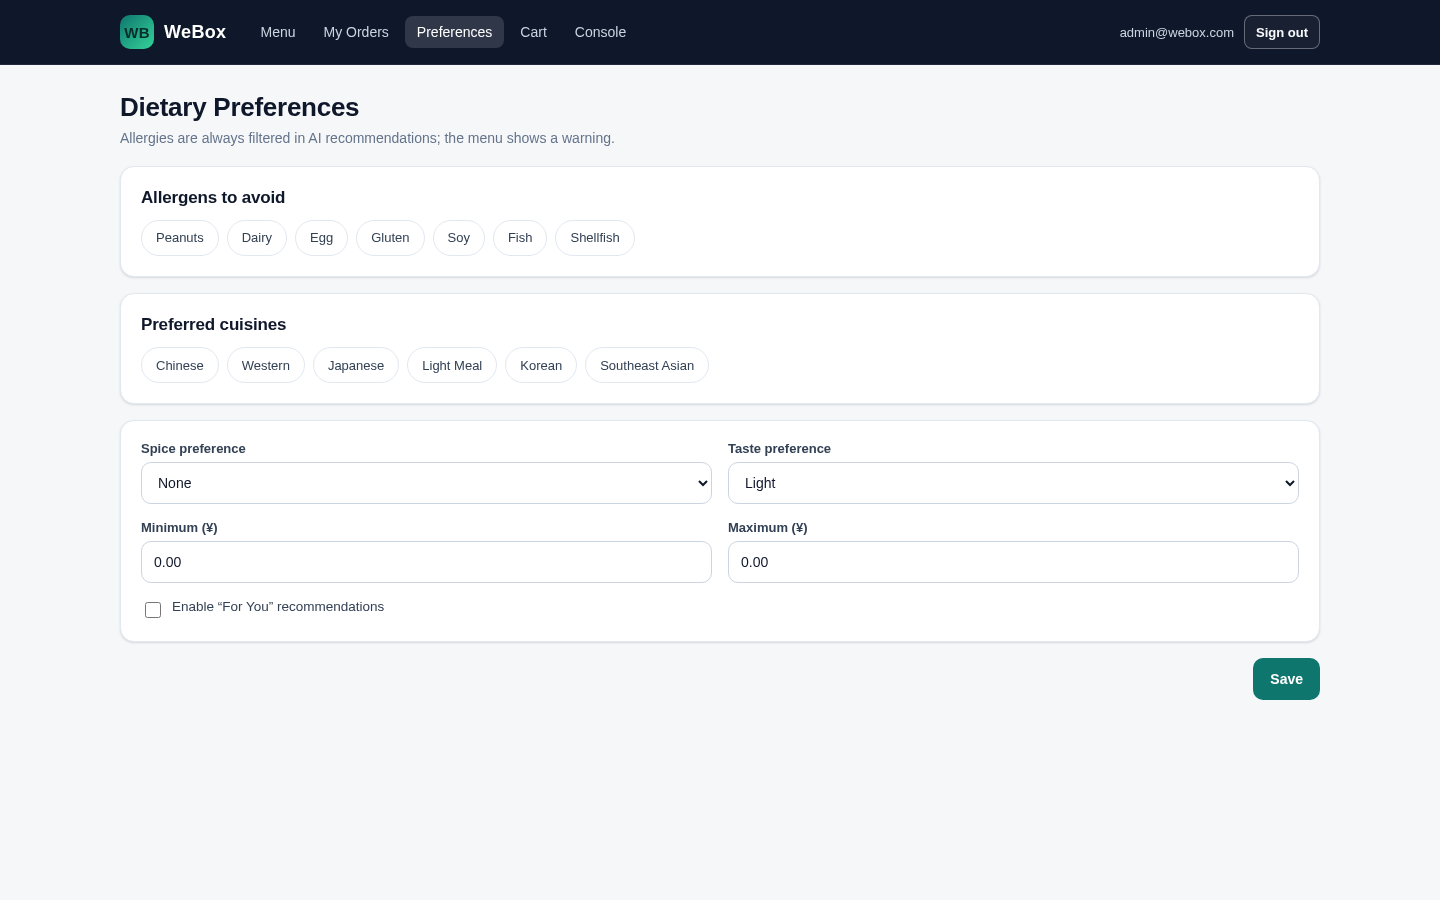 WB WeBox Menu My Orders Preferences Cart Console admin@webox.com Sign out
Dietary Preferences
Allergies are always filtered in AI recommendations; the menu shows a warning.
Allergens to avoid
Peanuts Dairy Egg Gluten Soy Fish Shellfish
Preferred cuisines
Chinese Western Japanese Light Meal Korean Southeast Asian
Spice preference Taste preference
None Light
Minimum (¥) Maximum (¥)
0.00 0.00
Enable “For You” recommendations
Save